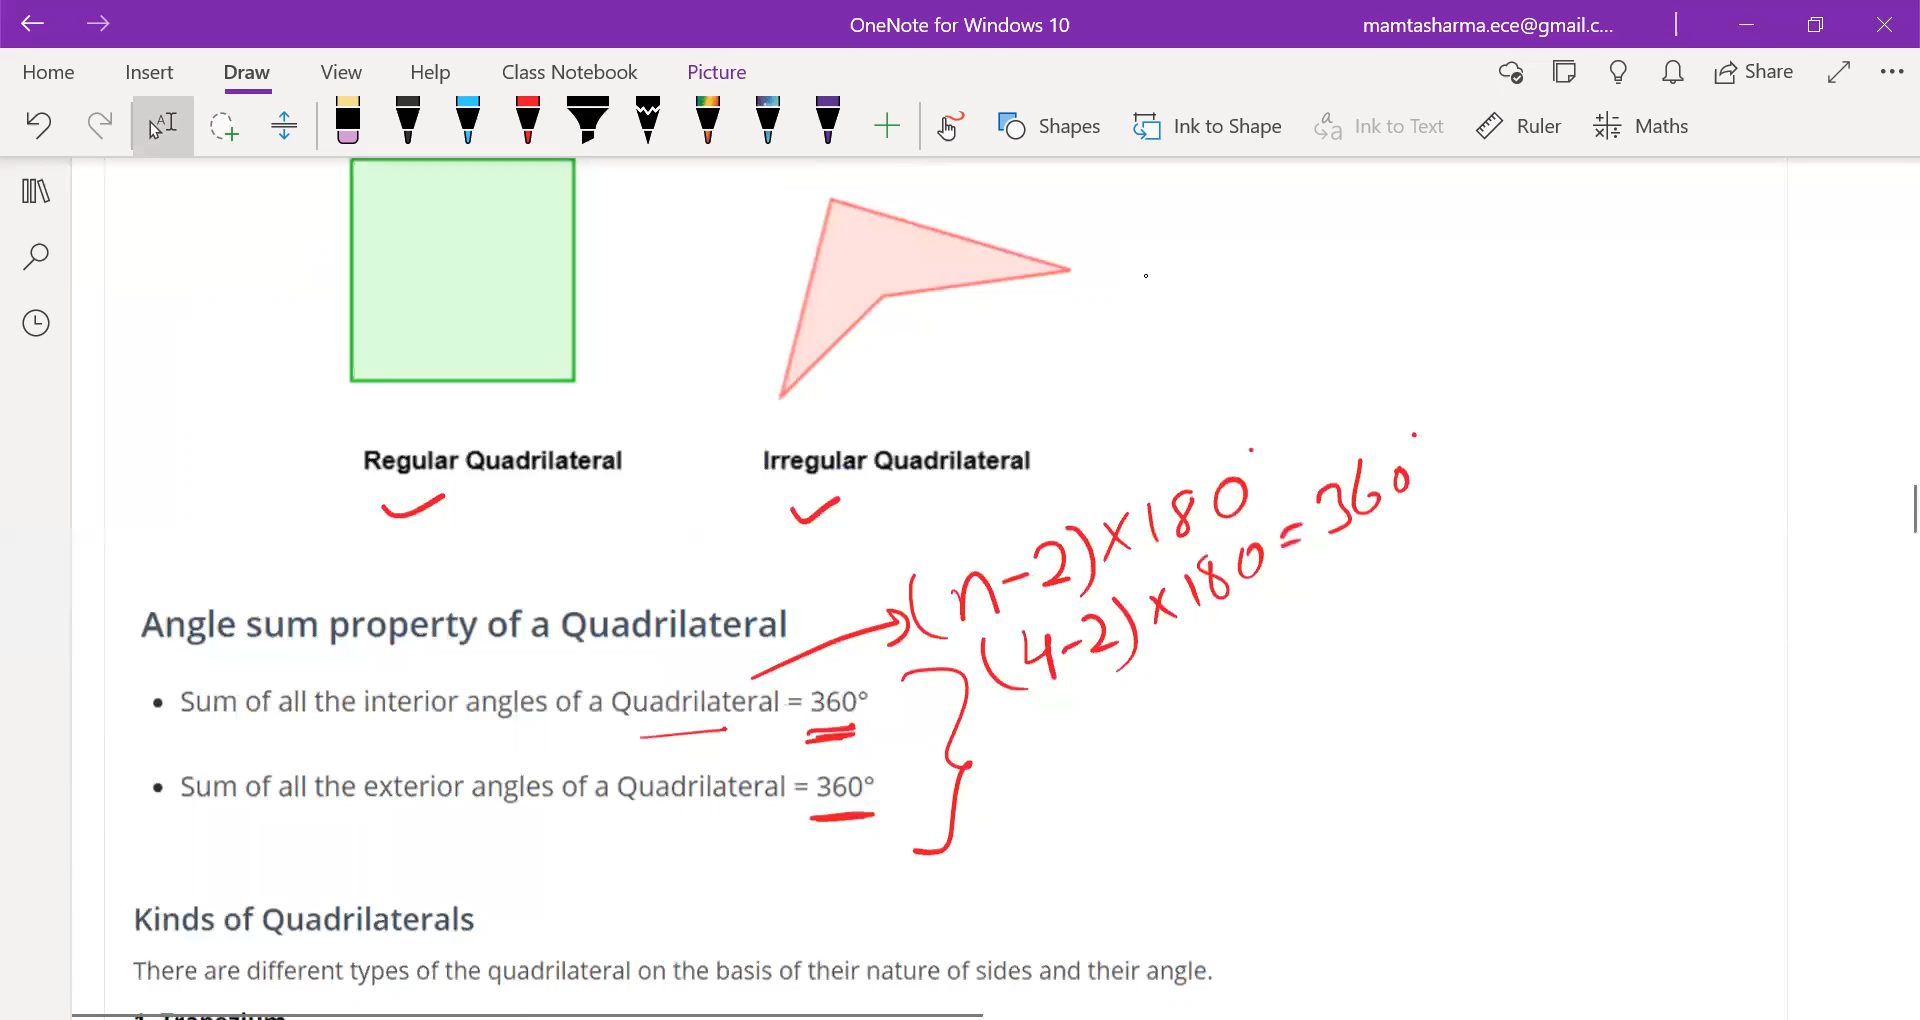 OneNote for Windows 10
mamtasharma.ece@gmail.c...
Home Insert Draw View Help Class Notebook Picture Share
Shapes Ink to Shape Ink to Text Ruler Maths
Regular Quadrilateral Irregular Quadrilateral
(n-2)×180°
(4-2)×180=360°
Angle sum property of a Quadrilateral
• Sum of all the interior angles of a Quadrilateral = 360°
• Sum of all the exterior angles of a Quadrilateral = 360°
Kinds of Quadrilaterals
There are different types of the quadrilateral on the basis of their nature of sides and their angle.
1. Trapezium